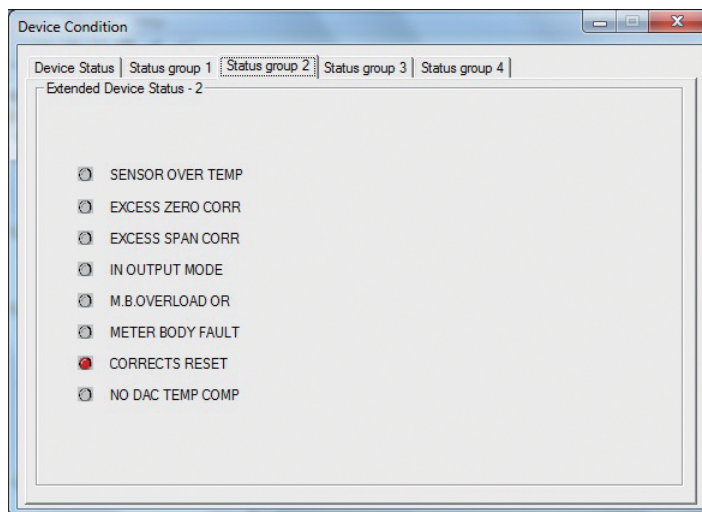 Device Condition
Device Status Status group 1 Status group 2 Status group 3 Status group 4
Extended Device Status - 2
SENSOR OVER TEMP
EXCESS ZERO CORR
EXCESS SPAN CORR
IN OUTPUT MODE
M.B.OVERLOAD OR
METER BODY FAULT
CORRECTS RESET
NO DAC TEMP COMP